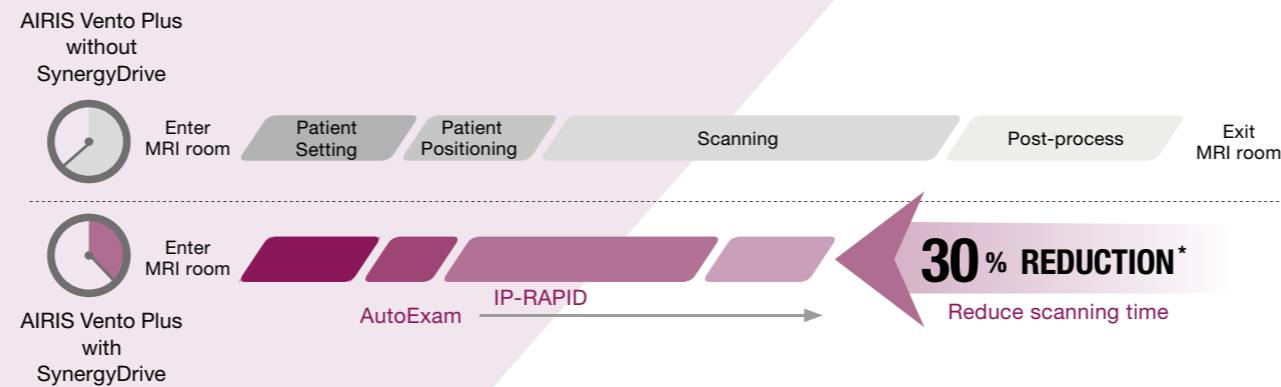 AIRIS Vento Plus
without
SynergyDrive
Enter
MRI room
Patient
Setting
Patient
Positioning
Scanning
Post-process
Exit
MRI room
Enter
MRI room
30% REDUCTION*
IP-RAPID
AutoExam
Reduce scanning time
AIRIS Vento Plus
with
SynergyDrive